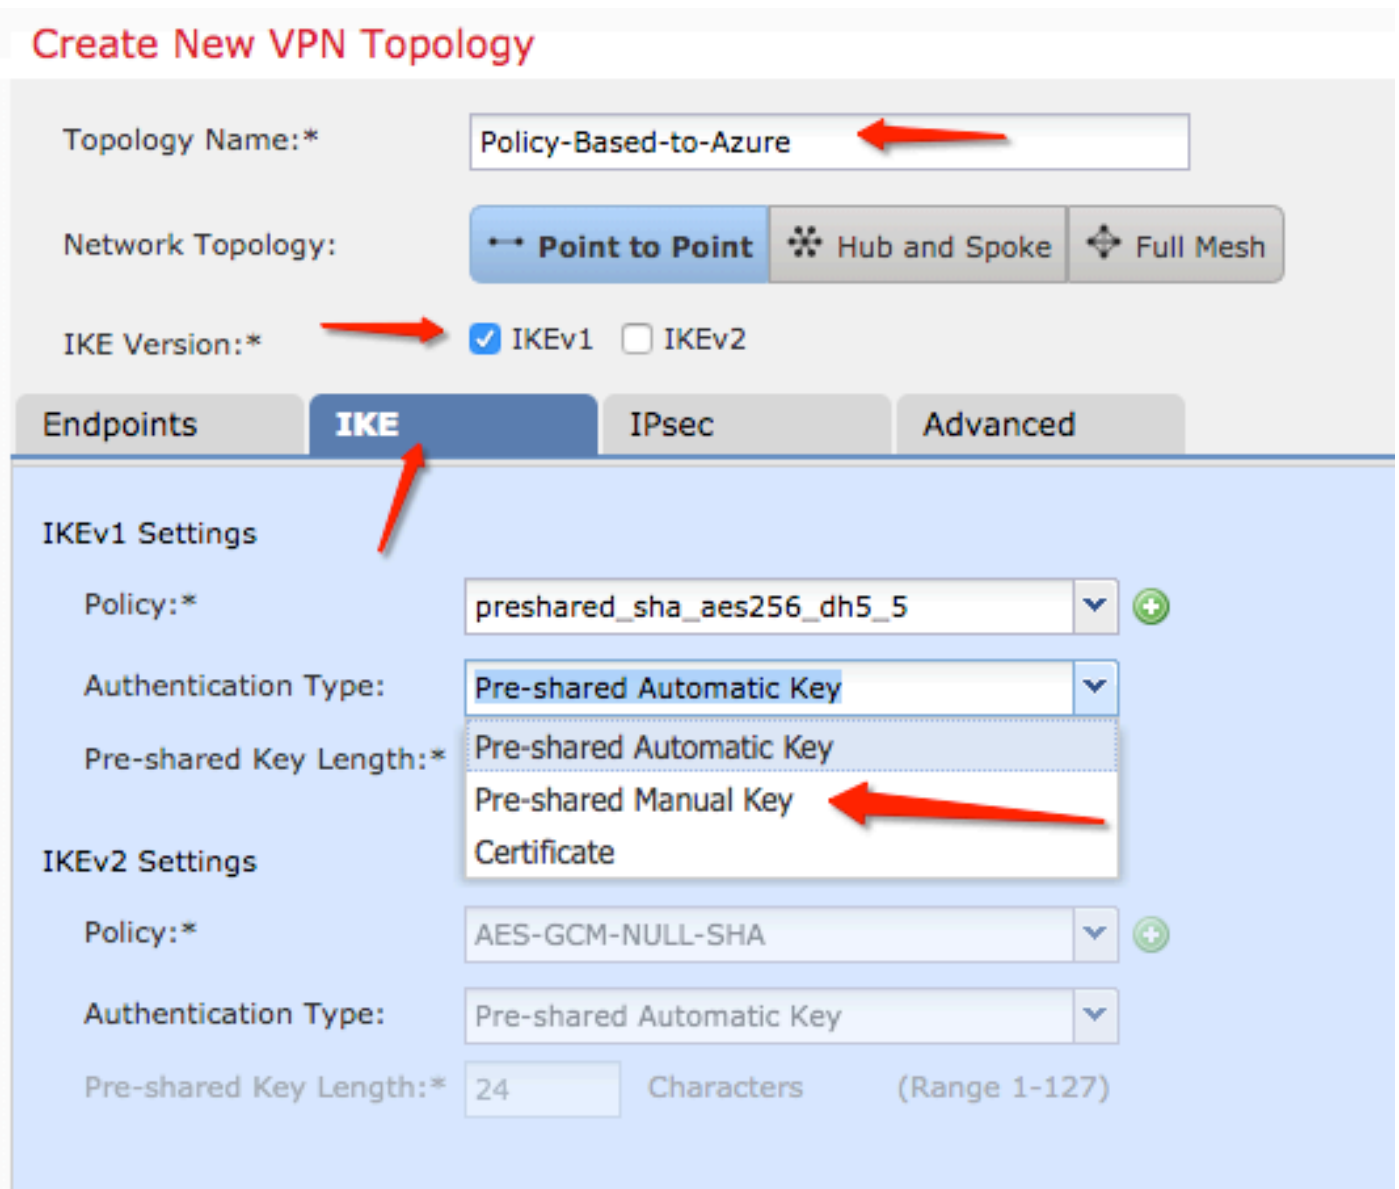 Create New VPN Topology
Topology Name:* Policy-Based-to-Azure
Network Topology: Point to Point Hub and Spoke Full Mesh
IKE Version:* IKEv1 IKEv2
Endpoints IKE IPsec Advanced
IKEv1 Settings
Policy:* preshared_sha_aes256_dh5_5
Authentication Type: Pre-shared Automatic Key
Pre-shared Automatic Key
Pre-shared Key Length:*
Pre-shared Manual Key
Certificate
IKEv2 Settings
Policy:* AES-GCM-NULL-SHA
Authentication Type: Pre-shared Automatic Key
Pre-shared Key Length:* 24 Characters (Range 1-127)